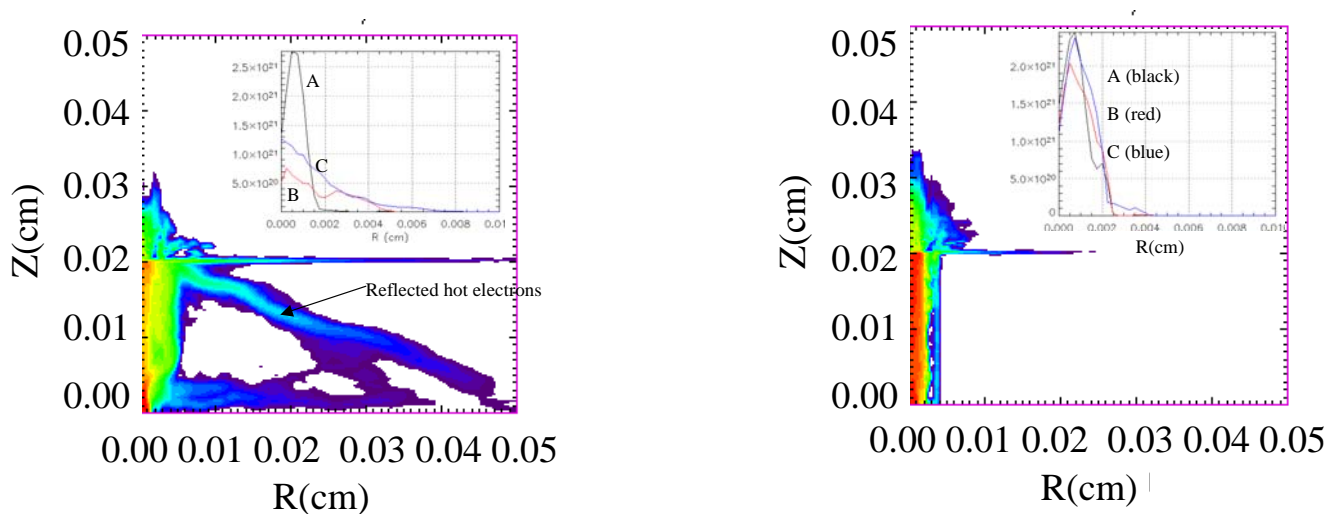 0.05
0.04
0.03
0.02
0.01
0.00
Z(cm)
0.00 0.01 0.02 0.03 0.04 0.05
R(cm)
2.5×10²¹
2.0×10²¹
1.5×10²¹
1.0×10²¹
5.0×10²⁰
A
C
B
0.000 0.002 0.004 0.006 0.008 0.010
R (cm)
Reflected hot electrons
0.05
0.04
0.03
0.02
0.01
0.00
Z(cm)
0.00 0.01 0.02 0.03 0.04 0.05
R(cm)
2.0×10²¹
1.5×10²¹
1.0×10²¹
5.0×10²⁰
0
A (black)
B (red)
C (blue)
0.000 0.002 0.004 0.006 0.008 0.010
R(cm)